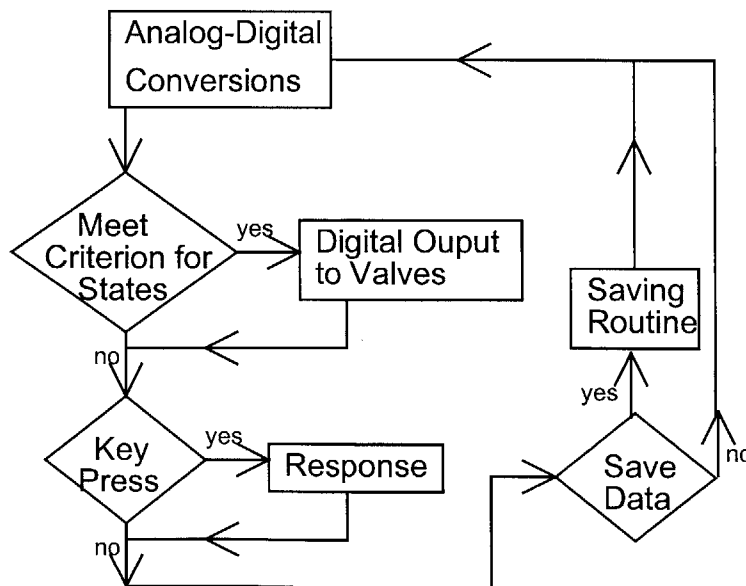 Analog-Digital
Conversions
Meet
Criterion for
States
yes
Digital Ouput
to Valves
no
Saving
Routine
yes
Key
Press
yes
Response
no
Save
Data
no